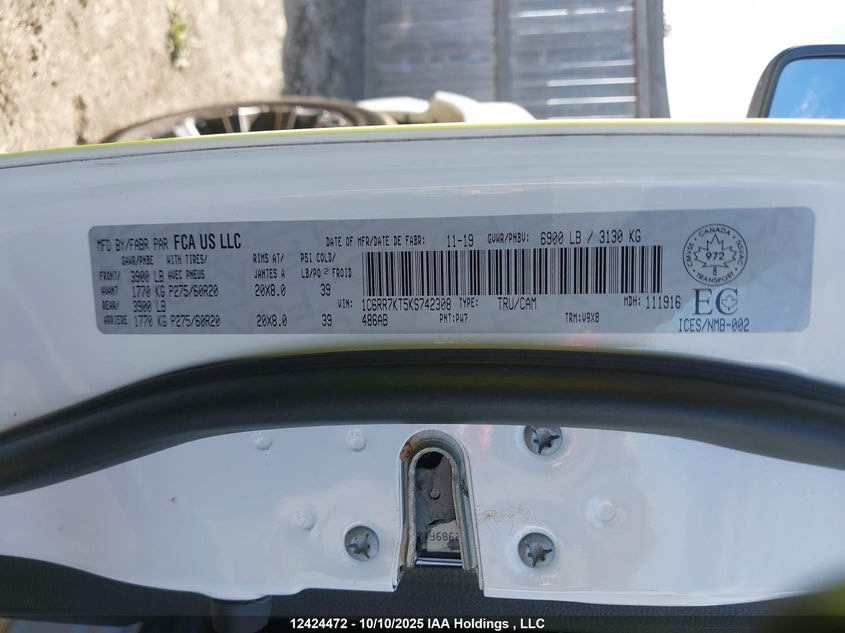 MFD BY/FABR PAR FCA US LLC DATE OF MFR/DATE DE FABR: 11-19 GVWR/PNBV: 6900 LB / 3130 KG
GAWR/PNBE WITH TIRES/ RIMS AT/ PSI COLD/
FRONT/ 3900 LB AVEC PNEUS JANTES A LB/PO² FROID
AVANT 1770 KG P275/60R20 20X8.0 39
REAR/ 3900 LB VIN: 1C6RR7KT5KS742308 TYPE: TRU/CAM MDH: 111916
ARRIERE 1770 KG P275/60R20 20X8.0 39 486AB PNT:PW7 TRM:V9X8
CANADA
CMVSS NSVAC
972
TRANSPORT
EC
ICES/NMB-002
12424472 - 10/10/2025 IAA Holdings , LLC